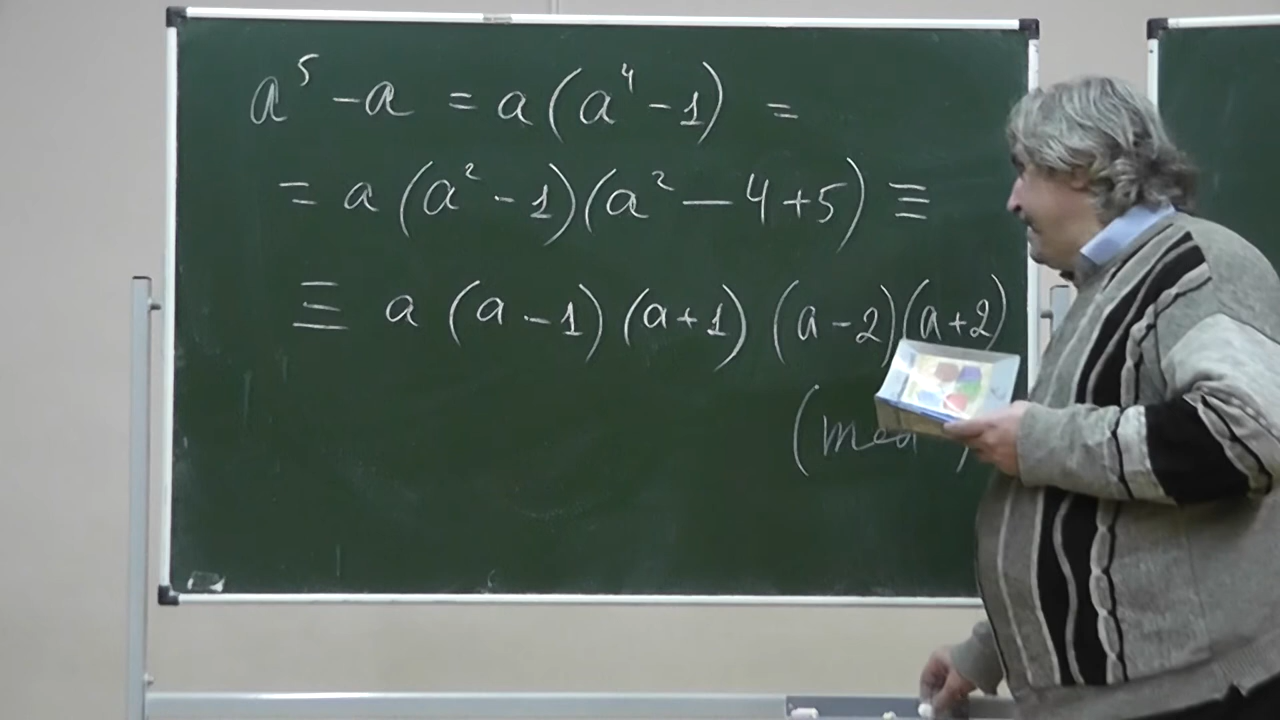 a⁵ - a = a(a⁴ - 1) =
= a(a² - 1)(a² - 4 + 5) ≡
≡ a(a - 1)(a + 1)(a - 2)(a + 2)